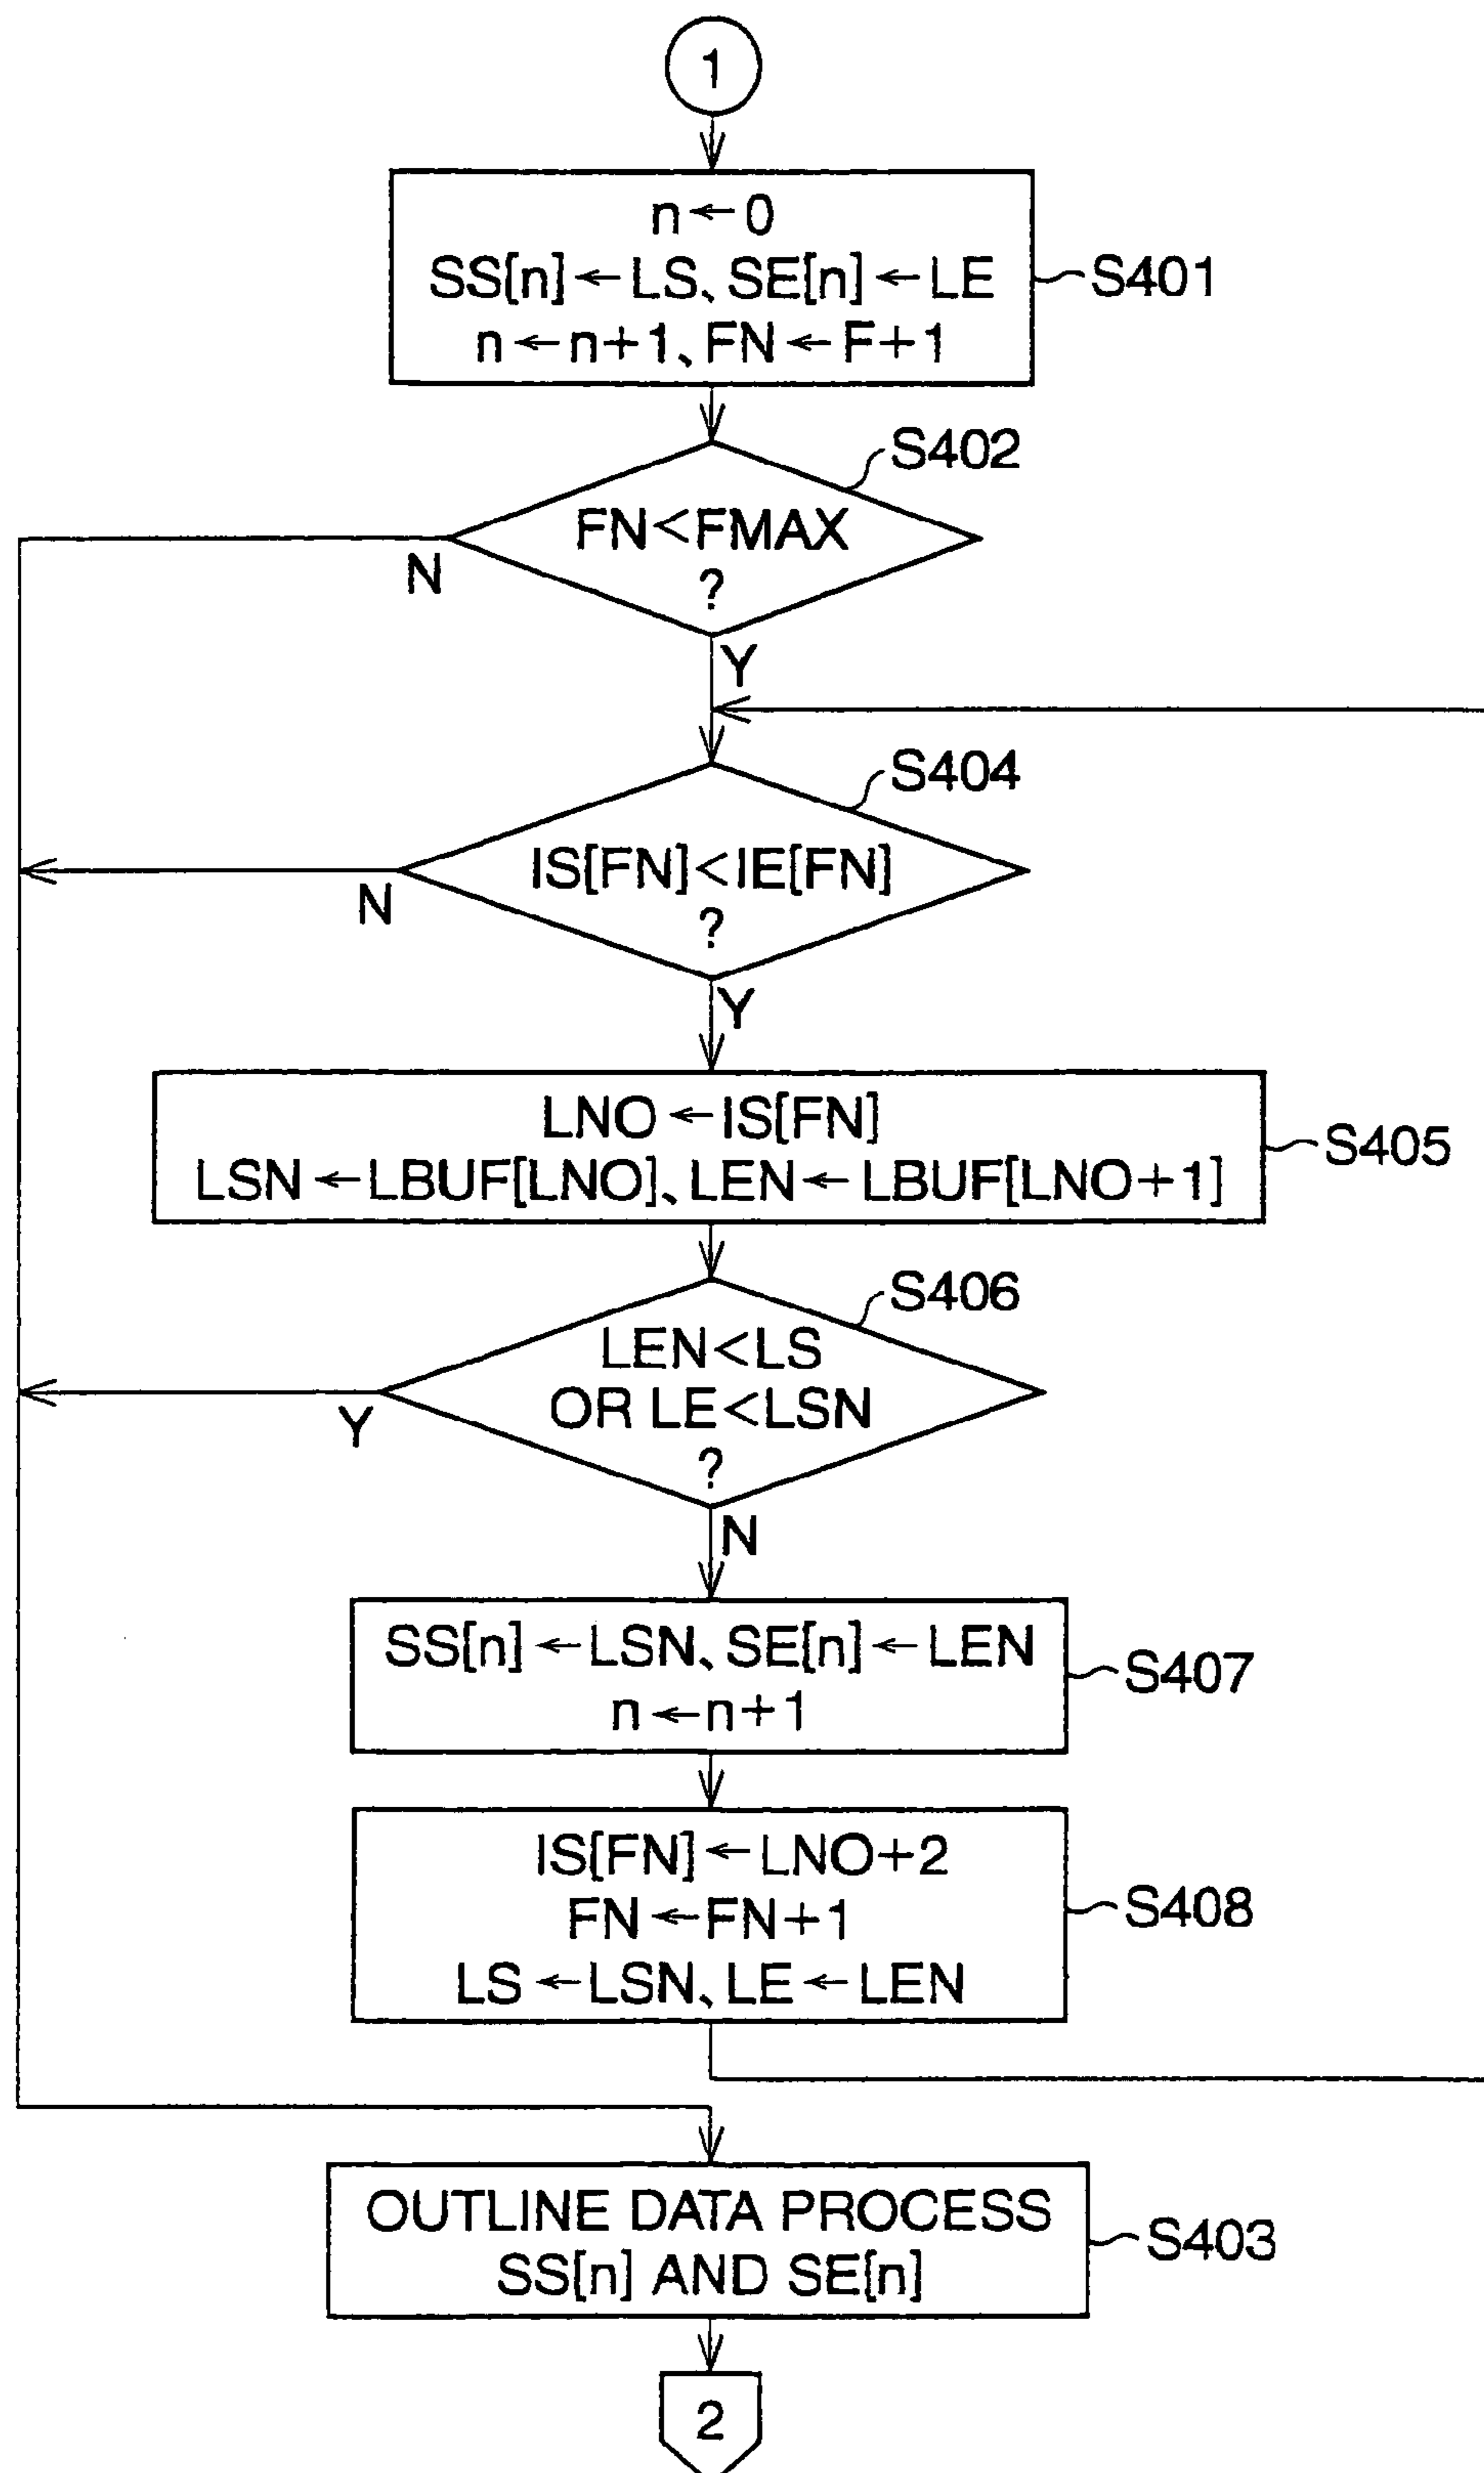 1
n←0
SS[n]←LS、SE[n]←LE
n←n+1、FN←F+1
S401
S402
FN<FMAX
?
N
Y
S404
IS[FN]<IE[FN]
?
N
Y
LNO←IS[FN]
LSN←LBUF[LNO]、LEN←LBUF[LNO+1]
S405
S406
LEN<LS
OR LE<LSN
?
Y
N
SS[n]←LSN、SE[n]←LEN
n←n+1
S407
IS[FN]←LNO+2
FN←FN+1
LS←LSN、LE←LEN
S408
OUTLINE DATA PROCESS
SS[n] AND SE[n]
S403
2